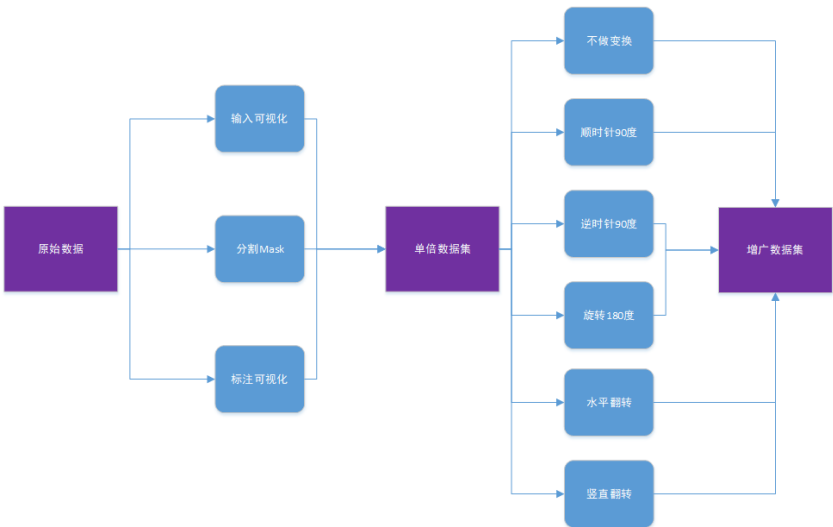 原始数据
输入可视化
分割Mask
标注可视化
单倍数据集
不做变换
顺时针90度
逆时针90度
旋转180度
水平翻转
竖直翻转
增广数据集